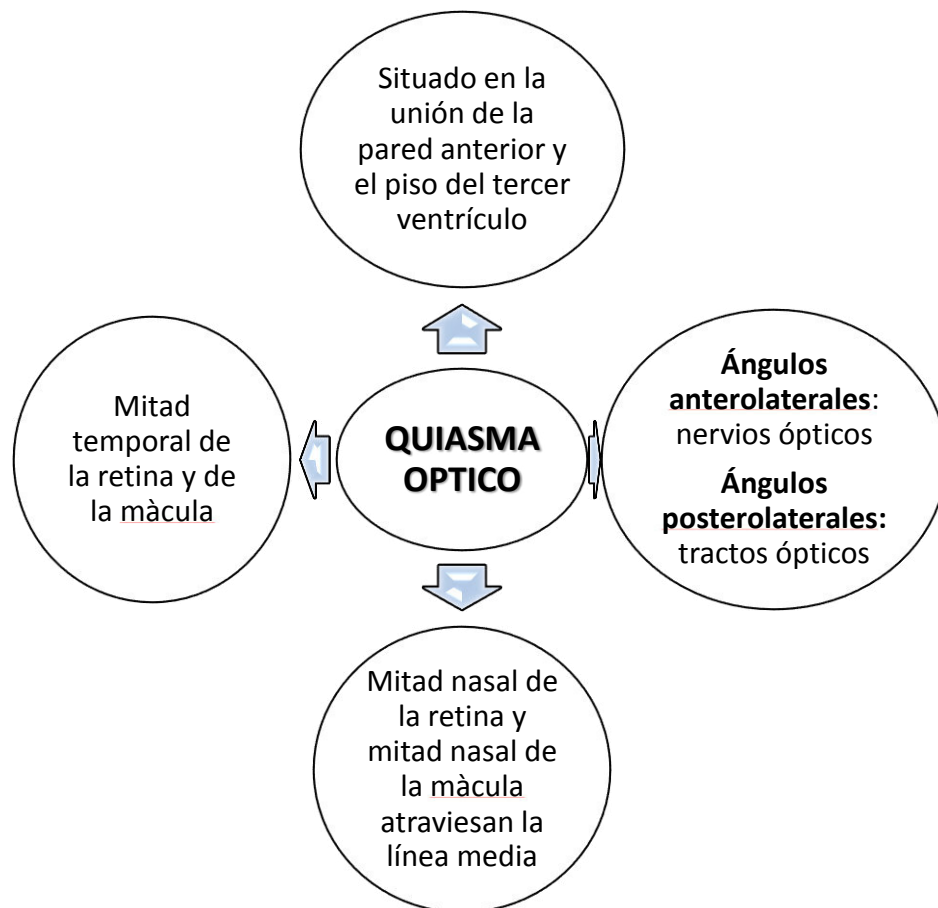 Situado en la
unión de la
pared anterior y
el piso del tercer
ventrículo
Mitad
temporal de
la retina y de
la màcula
QUIASMA
OPTICO
Ángulos
anterolaterales:
nervios ópticos
Ángulos
posterolaterales:
tractos ópticos
Mitad nasal de
la retina y
mitad nasal de
la màcula
atraviesan la
línea media